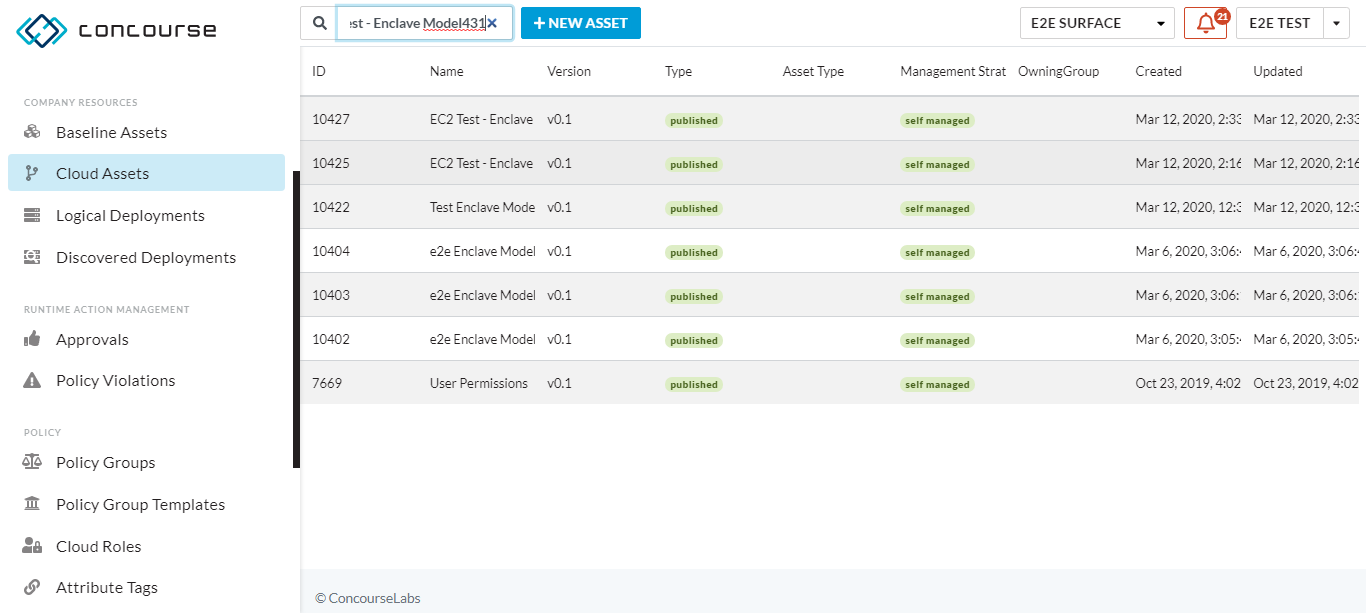 concourse
est - Enclave Model431
NEW ASSET
E2E SURFACE
21
E2E TEST
COMPANY RESOURCES
Baseline Assets
Cloud Assets
Logical Deployments
Discovered Deployments
RUNTIME ACTION MANAGEMENT
Approvals
Policy Violations
POLICY
Policy Groups
Policy Group Templates
Cloud Roles
Attribute Tags
ID Name Version Type Asset Type Management Strat OwningGroup Created Updated
10427 EC2 Test - Enclave v0.1 published self managed Mar 12, 2020, 2:33 Mar 12, 2020, 2:33
10425 EC2 Test - Enclave v0.1 published self managed Mar 12, 2020, 2:16 Mar 12, 2020, 2:16
10422 Test Enclave Mode v0.1 published self managed Mar 12, 2020, 12:3 Mar 12, 2020, 12:3
10404 e2e Enclave Model v0.1 published self managed Mar 6, 2020, 3:06: Mar 6, 2020, 3:06:
10403 e2e Enclave Model v0.1 published self managed Mar 6, 2020, 3:06: Mar 6, 2020, 3:06:
10402 e2e Enclave Model v0.1 published self managed Mar 6, 2020, 3:05: Mar 6, 2020, 3:05:
7669 User Permissions v0.1 published self managed Oct 23, 2019, 4:02 Oct 23, 2019, 4:02
© ConcourseLabs